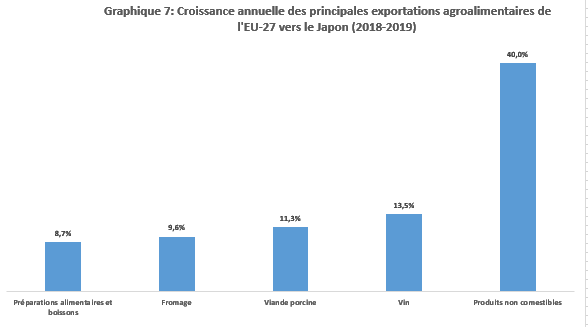 Graphique 7: Croissance annuelle des principales exportations agroalimentaires de
l'EU-27 vers le Japon (2018-2019)
40,0%
13,5%
11,3%
9,6%
8,7%
Préparations alimentaires et
boissons
Fromage
Viande porcine
Vin
Produits non comestibles